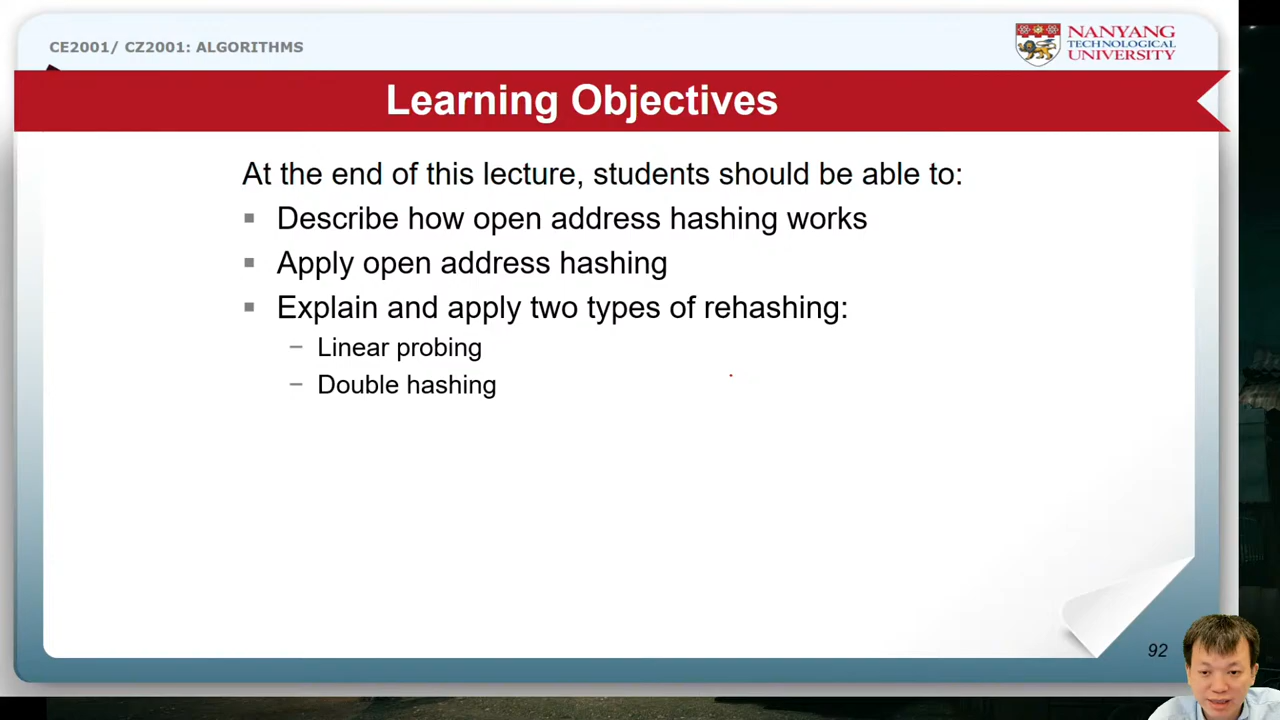 CE2001/ CZ2001: ALGORITHMS
NANYANG
TECHNOLOGICAL
UNIVERSITY
Learning Objectives
At the end of this lecture, students should be able to:
▪ Describe how open address hashing works
▪ Apply open address hashing
▪ Explain and apply two types of rehashing:
– Linear probing
– Double hashing
92